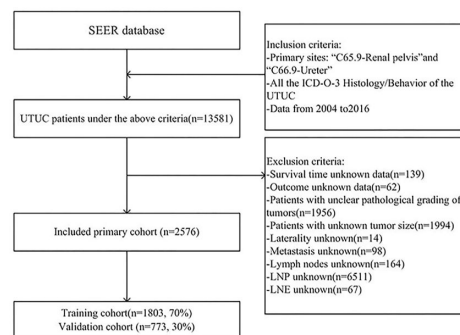 SEER database
Inclusion criteria:
-Primary sites: “C65.9-Renal pelvis”and
“C66.9-Ureter”
-All the ICD-O-3 Histology/Behavior of the
UTUC
-Data from 2004 to2016
UTUC patients under the above criteria(n=13581)
Exclusion criteria:
-Survival time unknown data(n=139)
-Outcome unknown data(n=62)
-Patients with unclear pathological grading of
tumors(n=1956)
-Patients with unknown tumor size(n=1994)
-Laterality unknown(n=14)
-Metastasis unknown(n=98)
-Lymph nodes unknown(n=164)
-LNP unknown(n=6511)
-LNE unknown(n=67)
Included primary cohort(n=2576)
Training cohort(n=1803, 70%)
Validation cohort (n=773, 30%)